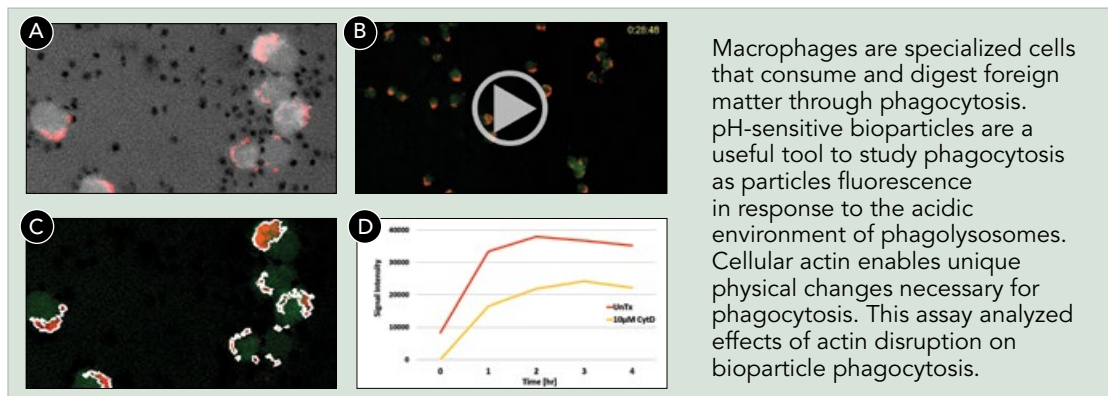 A
B
0:28:48
C
D
40000
30000
20000
10000
0
Signal Intensity
UnTx
10µM CytD
0 1 2 3 4
Time [hr]
Macrophages are specialized cells
that consume and digest foreign
matter through phagocytosis.
pH-sensitive bioparticles are a
useful tool to study phagocytosis
as particles fluorescence
in response to the acidic
environment of phagolysosomes.
Cellular actin enables unique
physical changes necessary for
phagocytosis. This assay analyzed
effects of actin disruption on
bioparticle phagocytosis.